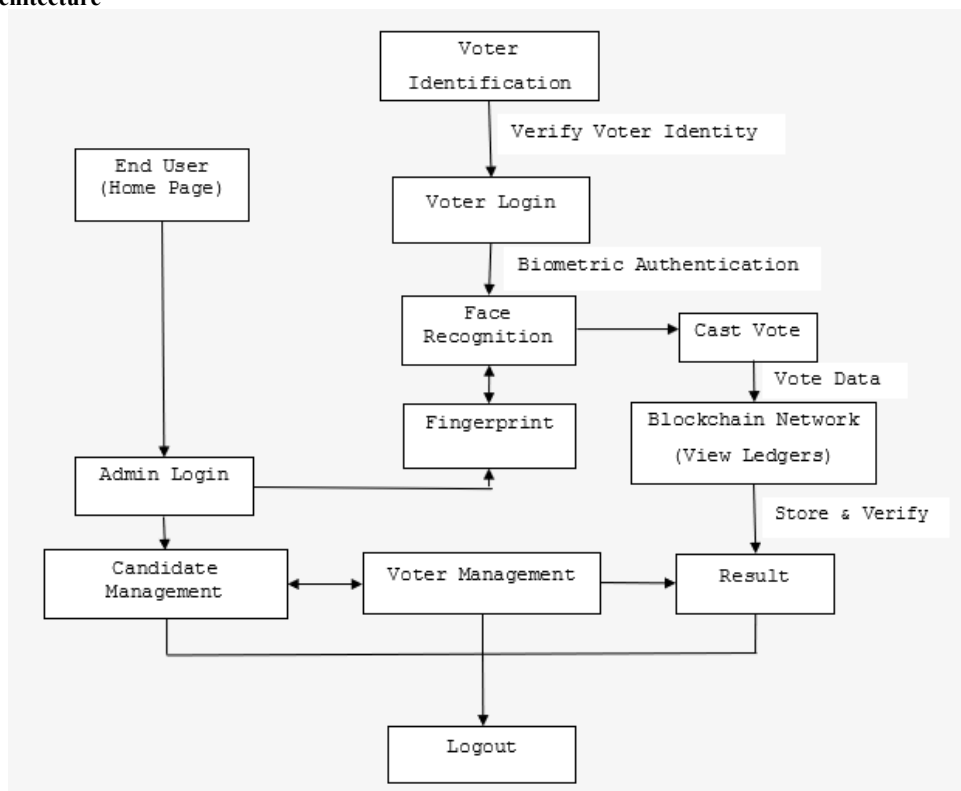 chitecture
Voter
Identification
Verify Voter Identity
End User
(Home Page)
Voter Login
Biometric Authentication
Face
Recognition
Cast Vote
Vote Data
Fingerprint
Blockchain Network
(View Ledgers)
Admin Login
Store & Verify
Candidate
Management
Voter Management
Result
Logout